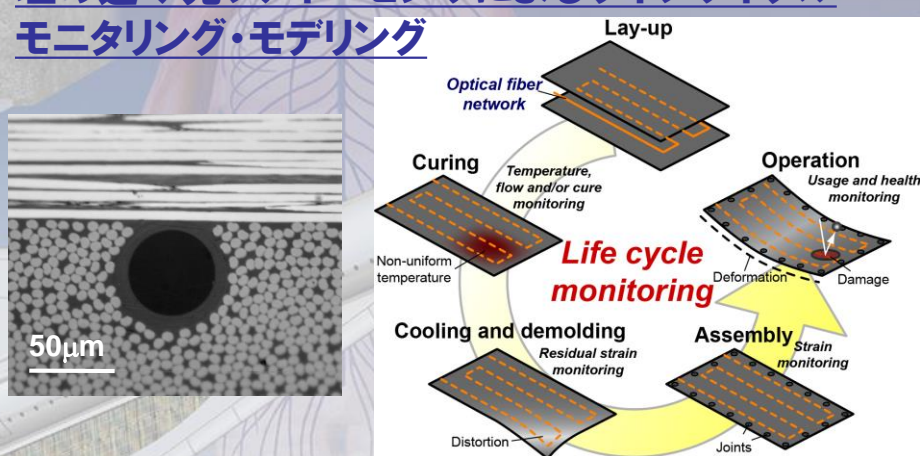 モニタリング・モデリング
50μm
Lay-up
Optical fiber
network
Curing
Temperature,
flow and/or cure
monitoring
Non-uniform
temperature
Operation
Usage and health
monitoring
Deformation
Damage
Life cycle
monitoring
Cooling and demolding
Residual strain
monitoring
Distortion
Assembly
Strain
monitoring
Joints